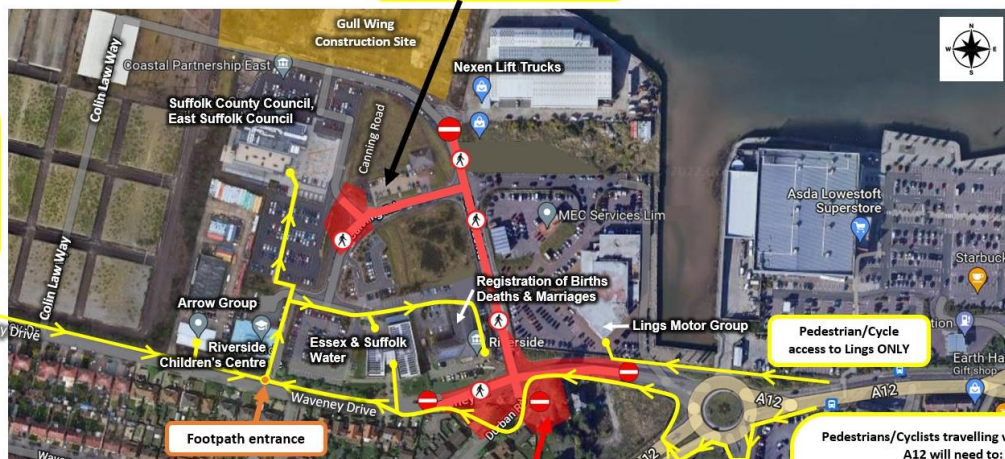 Gull Wing
Construction Site
N
W
E
S
Coastal Partnership East
Colin Law Way
Nexen Lift Trucks
Suffolk County Council,
East Suffolk Council
Canning Road
Asda Lowestoft
Superstore
MEC Services Lim
Starbuck
Colin Law Way
Registration of Births
Deaths & Marriages
Arrow Group
Lings Motor Group
Riverside
Essex & Suffolk
Water
Riverside
Children's Centre
Pedestrian/Cycle
access to Lings ONLY
y Drive
Earth Ha
Gift shop
Waveney Drive
A12
A12
Footpath entrance
Durban
A12
Pedestrians/Cyclists travelling
A12 will need to: